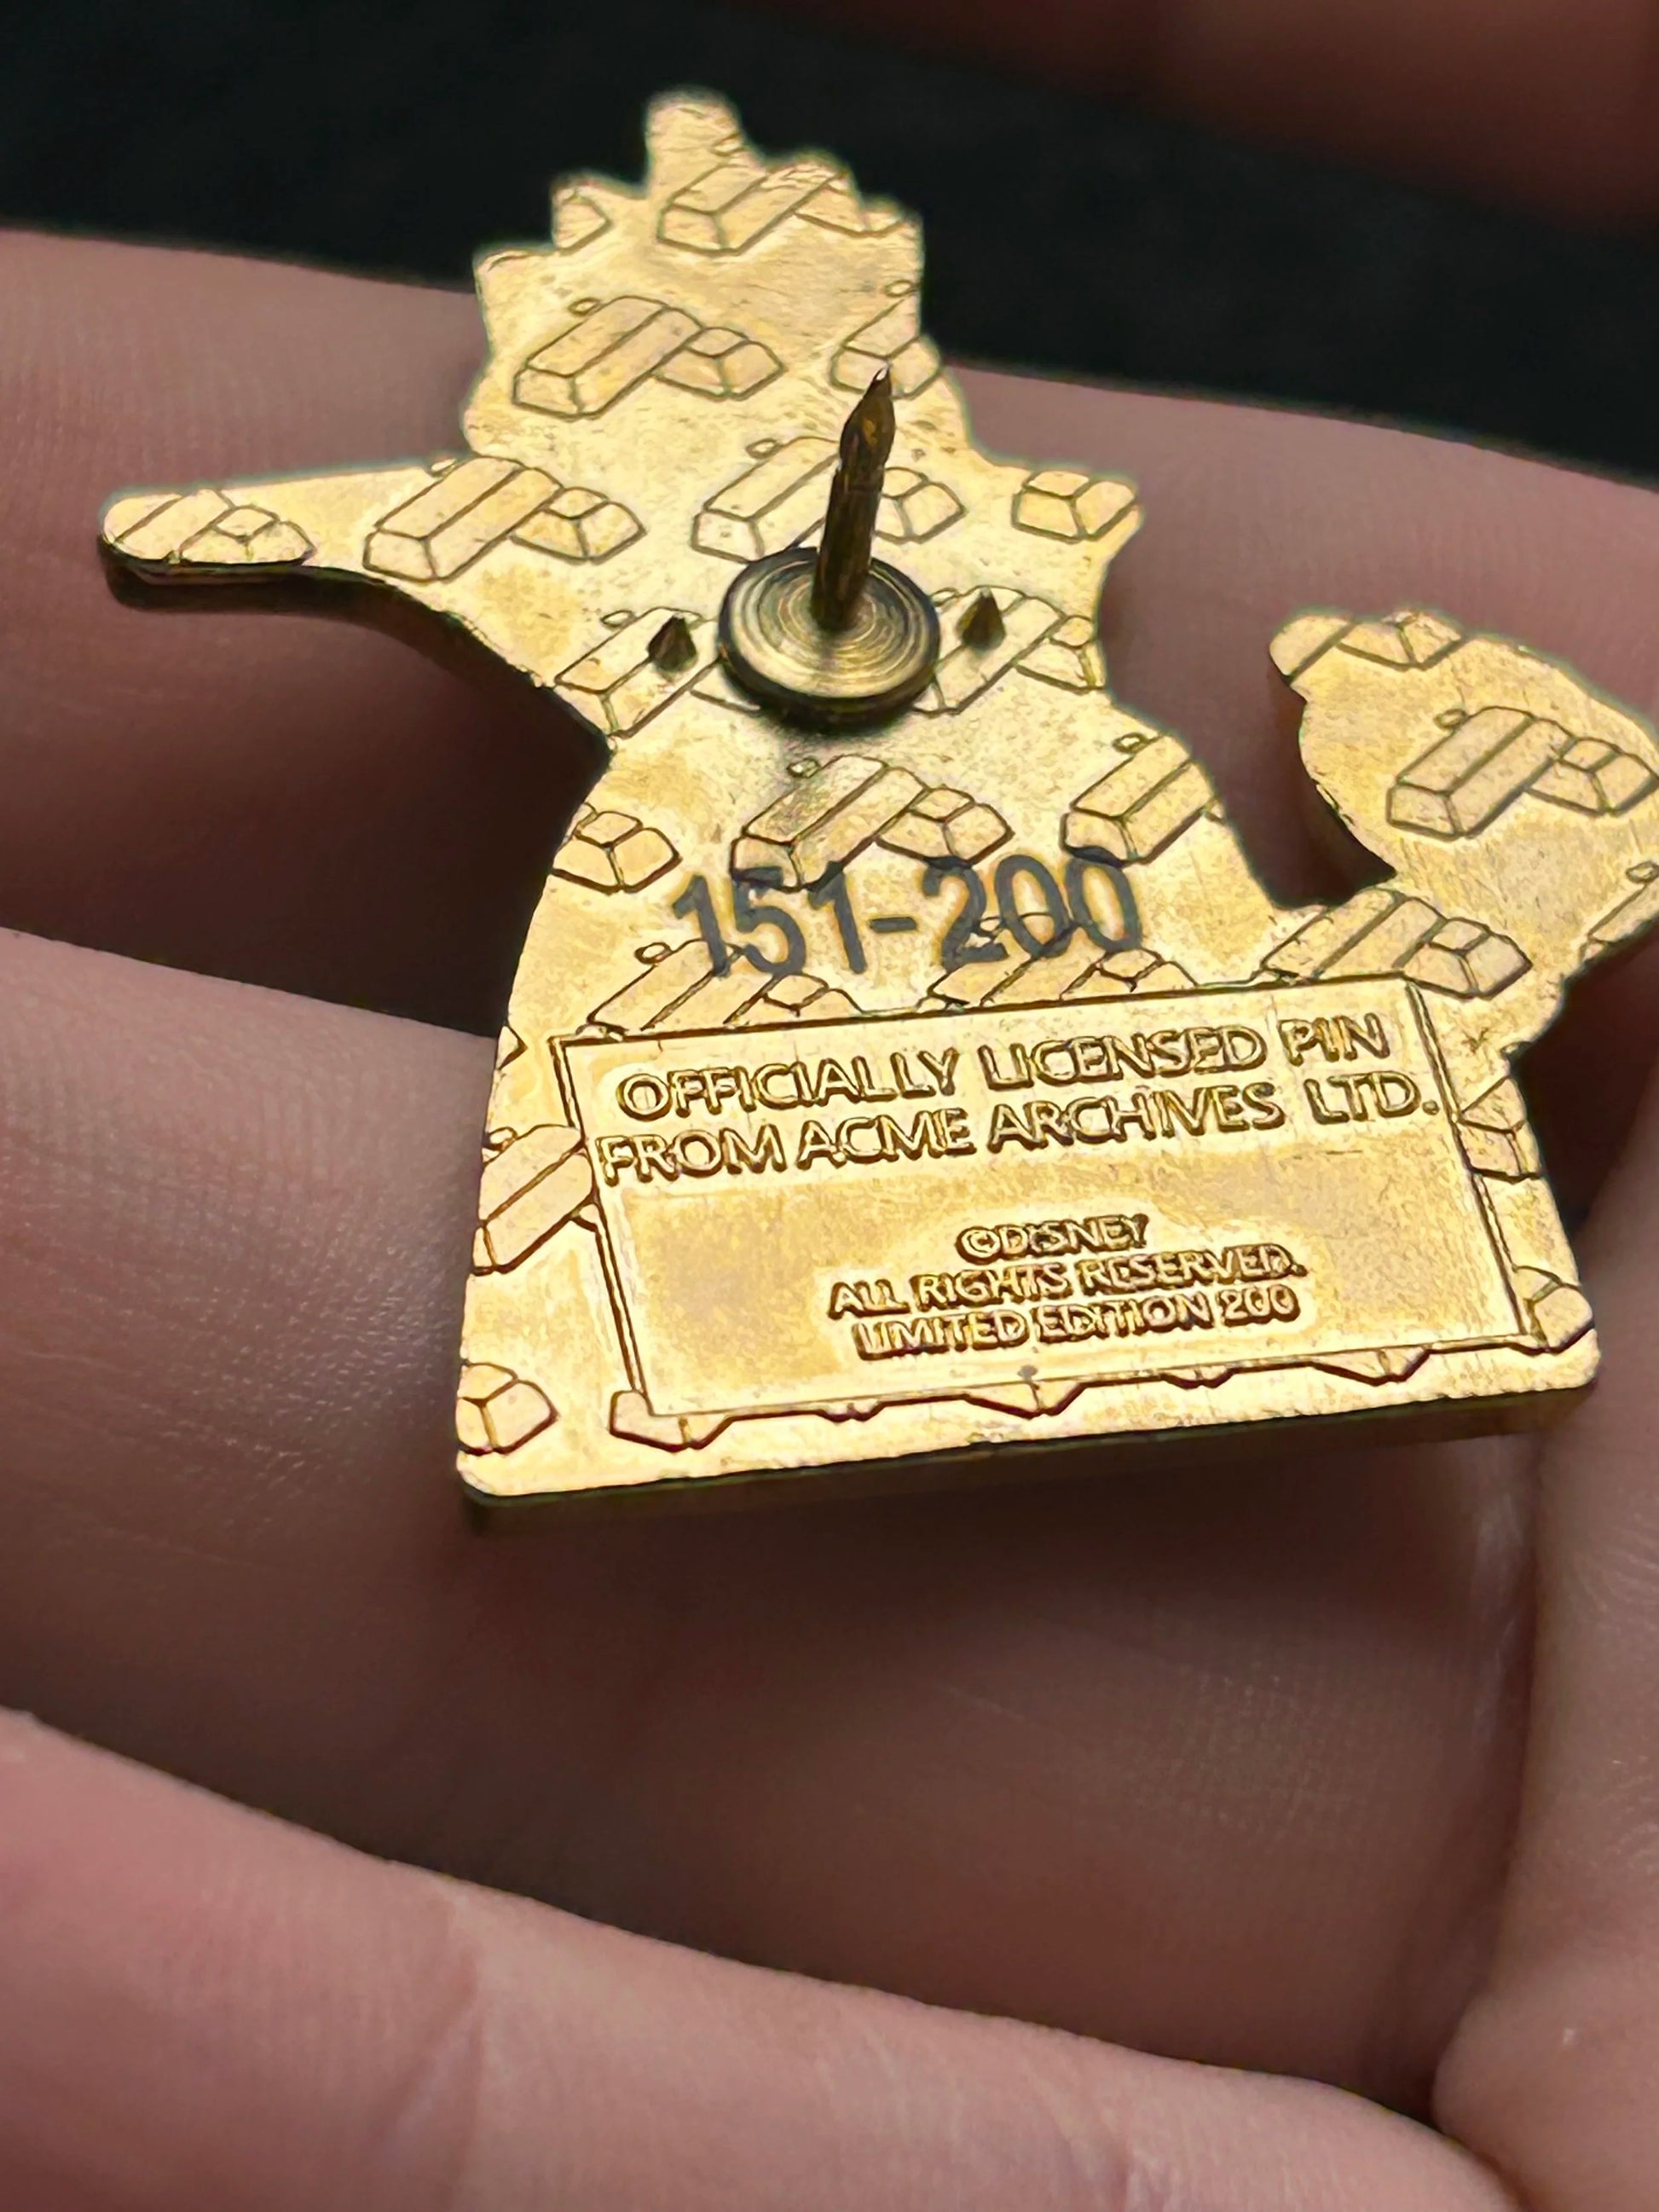 151-200
OFFICIALLY LICENSED PIN
FROM ACME ARCHIVES LTD.
©DISNEY
ALL RIGHTS RESERVED.
LIMITED EDITION 200